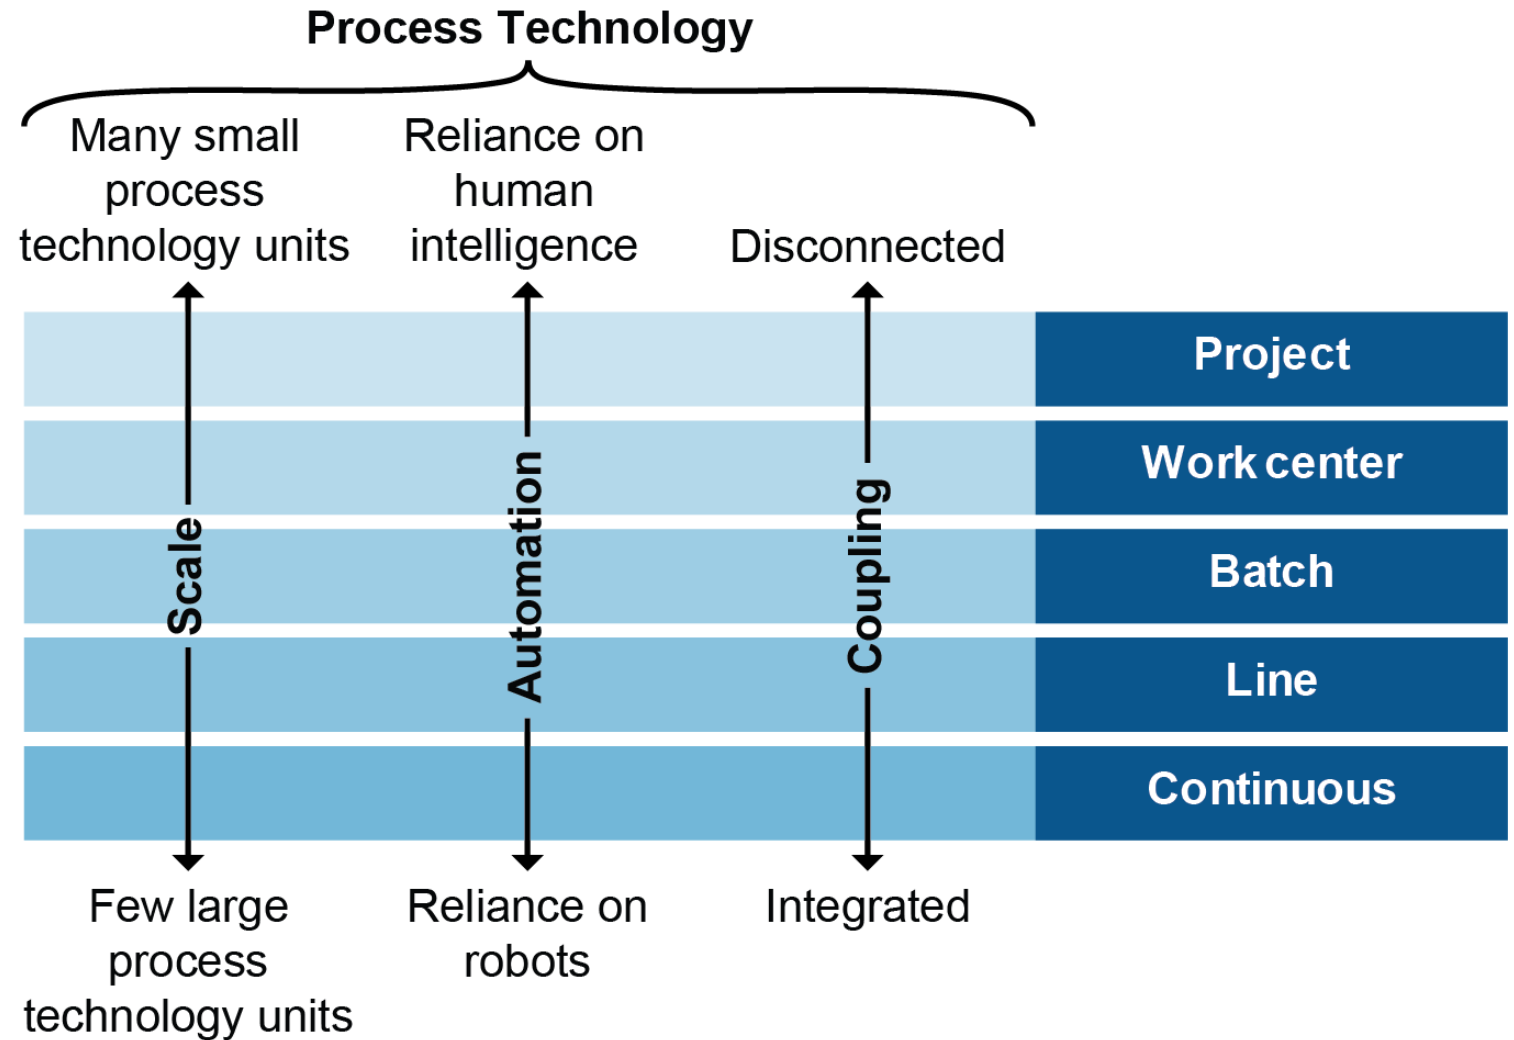 Process Technology
Many small
process
technology units
Reliance on
human
intelligence
Disconnected
Scale
Automation
Coupling
Project
Work center
Batch
Line
Continuous
Few large
process
technology units
Reliance on
robots
Integrated